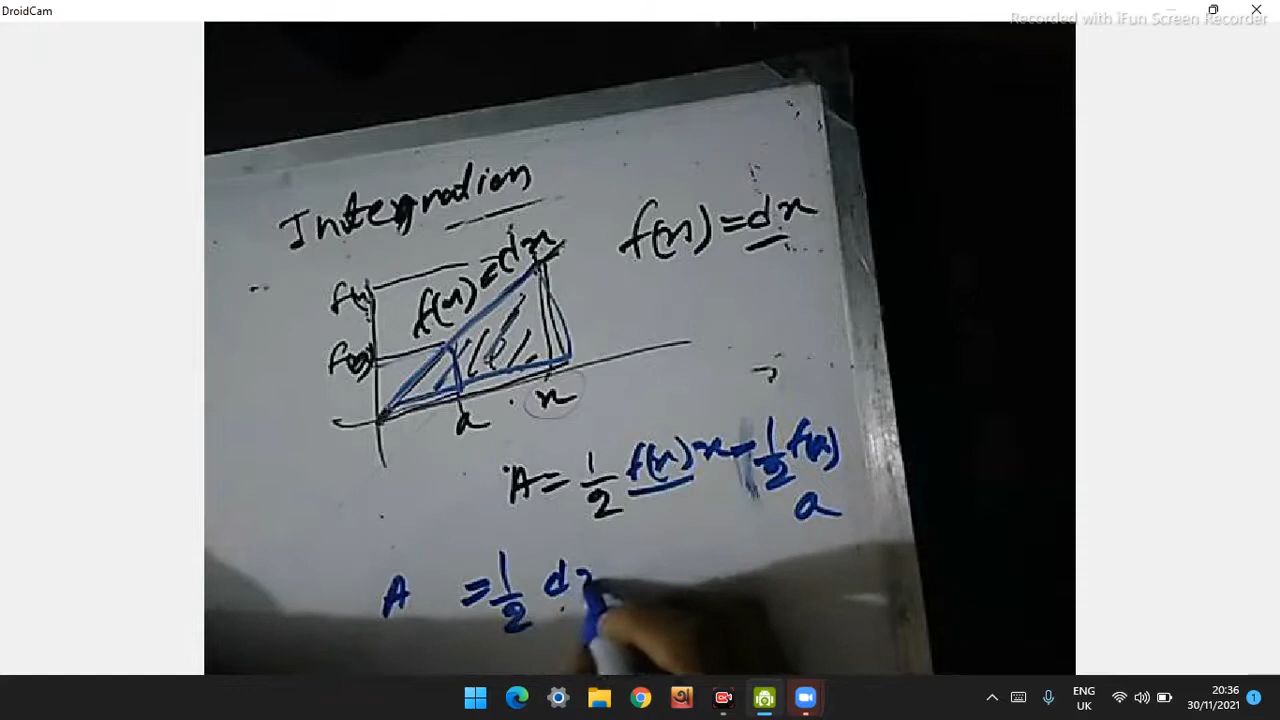 DroidCam
Recorded with iFun Screen Recorder
Integration
f(x) = dx
f(x) = dx
f(x)
a
x
A = 1/2 f(x) x - 1/2 f(a)
a
A = 1/2 d
ENG
UK
20:36
30/11/2021
1